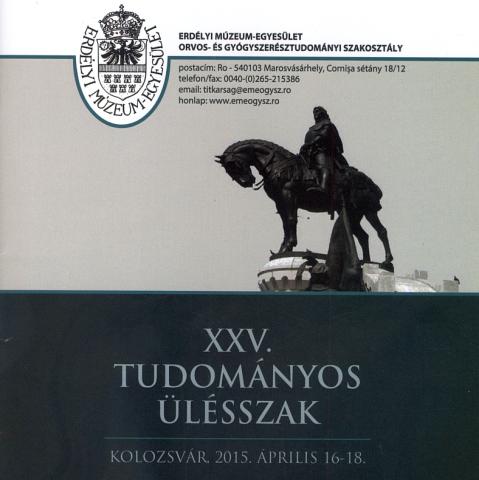 ERDÉLYI MÚZEUM-EGYESÜLET
ERDÉLYI MÚZEUM-EGYESÜLET
ORVOS- ÉS GYÓGYSZERÉSZTUDOMÁNYI SZAKOSZTÁLY
postacím: Ro - 540103 Marosvásárhely, Cornișa sétány 18/12
telefon/fax: 0040-(0)265-215386
email: titkarsag@emeogysz.ro
honlap: www.emeogysz.ro
XXV.
TUDOMÁNYOS
ÜLÉSSZAK
KOLOZSVÁR, 2015. ÁPRILIS 16-18.